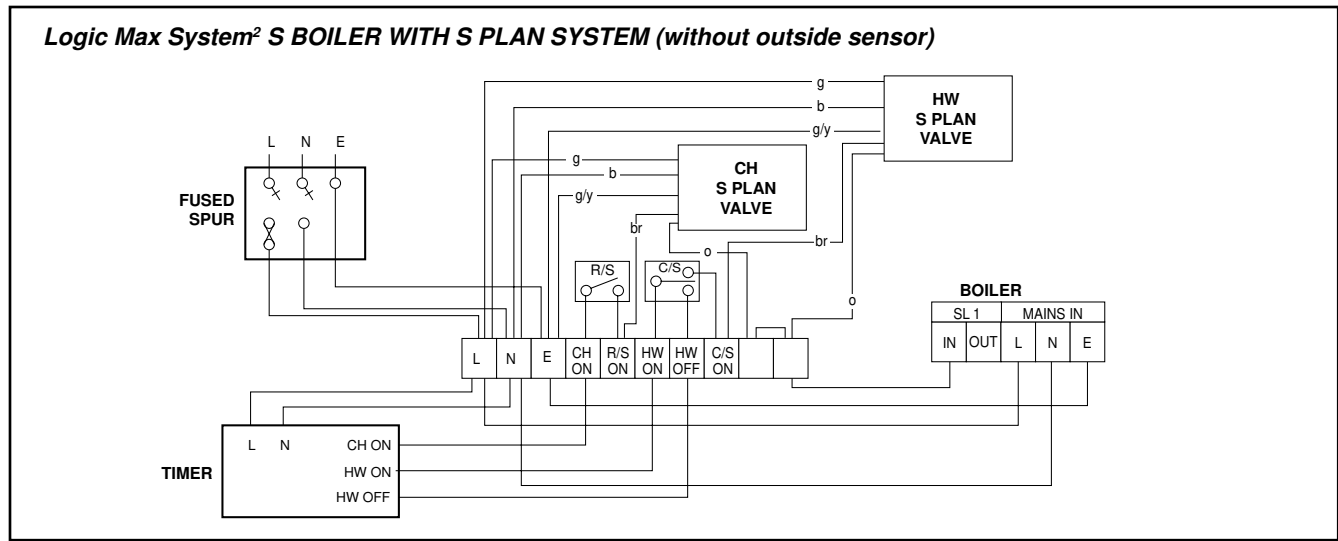 Logic Max System² S BOILER WITH S PLAN SYSTEM (without outside sensor)
g
HW
S PLAN
VALVE
b
g/y
L N E
FUSED
SPUR
g
CH
S PLAN
VALVE
b
g/y
br
br
o
R/S
C/S
o
BOILER
SL 1 MAINS IN
IN OUT L N E
L N E CH ON R/S ON HW ON HW OFF C/S ON
TIMER
L N CH ON
HW ON
HW OFF